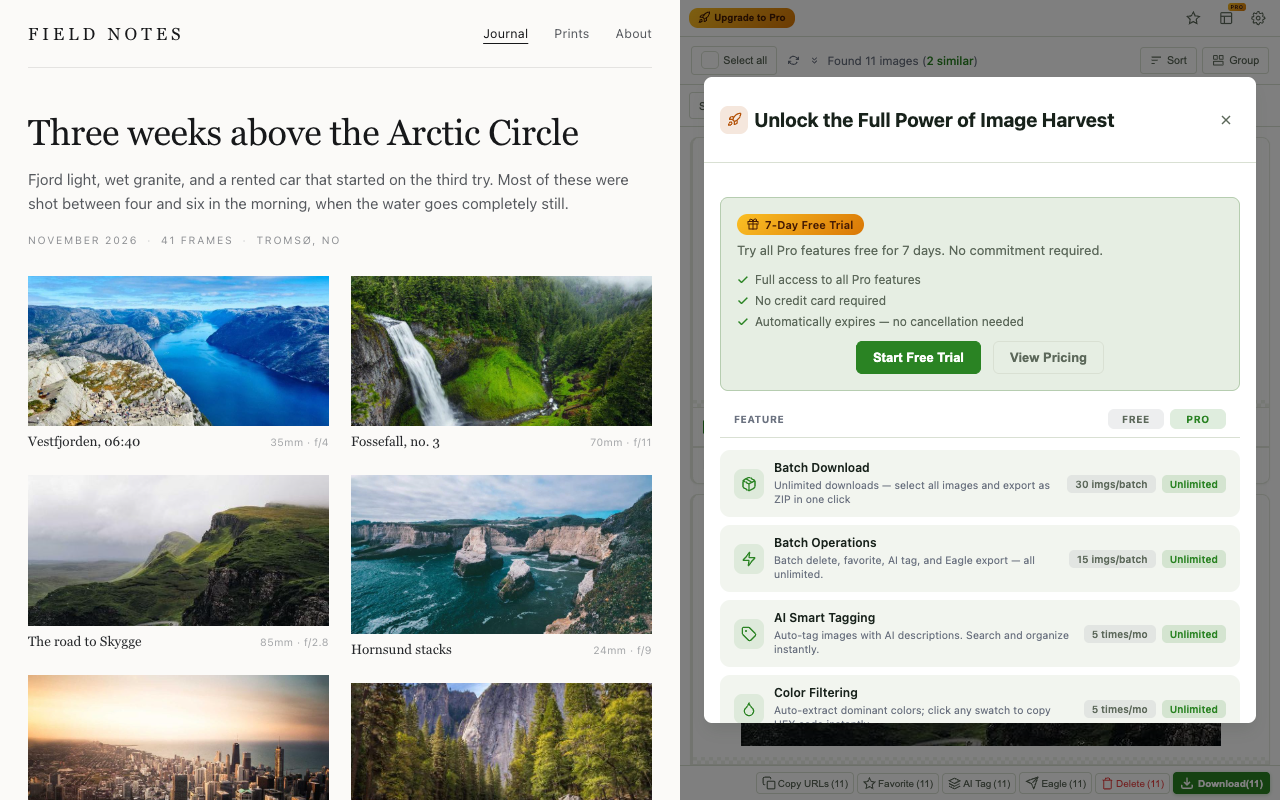 FIELD NOTES
Journal
Prints
About
Three weeks above the Arctic Circle
Fjord light, wet granite, and a rented car that started on the third try. Most of these were
shot between four and six in the morning, when the water goes completely still.
NOVEMBER 2026 · 41 FRAMES · TROMSØ, NO
Vestfjorden, 06:40
35mm · f/4
Fossefall, no. 3
70mm · f/11
The road to Skygge
85mm · f/2.8
Hornsund stacks
24mm · f/9
Upgrade to Pro
PRO
Select all
Found 11 images (2 similar)
Sort
Group
Unlock the Full Power of Image Harvest
7-Day Free Trial
Try all Pro features free for 7 days. No commitment required.
Full access to all Pro features
No credit card required
Automatically expires — no cancellation needed
Start Free Trial
View Pricing
FEATURE
FREE
PRO
Batch Download
Unlimited downloads — select all images and export as
ZIP in one click
30 imgs/batch
Unlimited
Batch Operations
Batch delete, favorite, AI tag, and Eagle export — all
unlimited.
15 imgs/batch
Unlimited
AI Smart Tagging
Auto-tag images with AI descriptions. Search and organize
instantly.
5 times/mo
Unlimited
Color Filtering
Auto-extract dominant colors; click any swatch to copy
5 times/mo
Unlimited
Copy URLs (11)
Favorite (11)
AI Tag (11)
Eagle (11)
Delete (11)
Download(11)